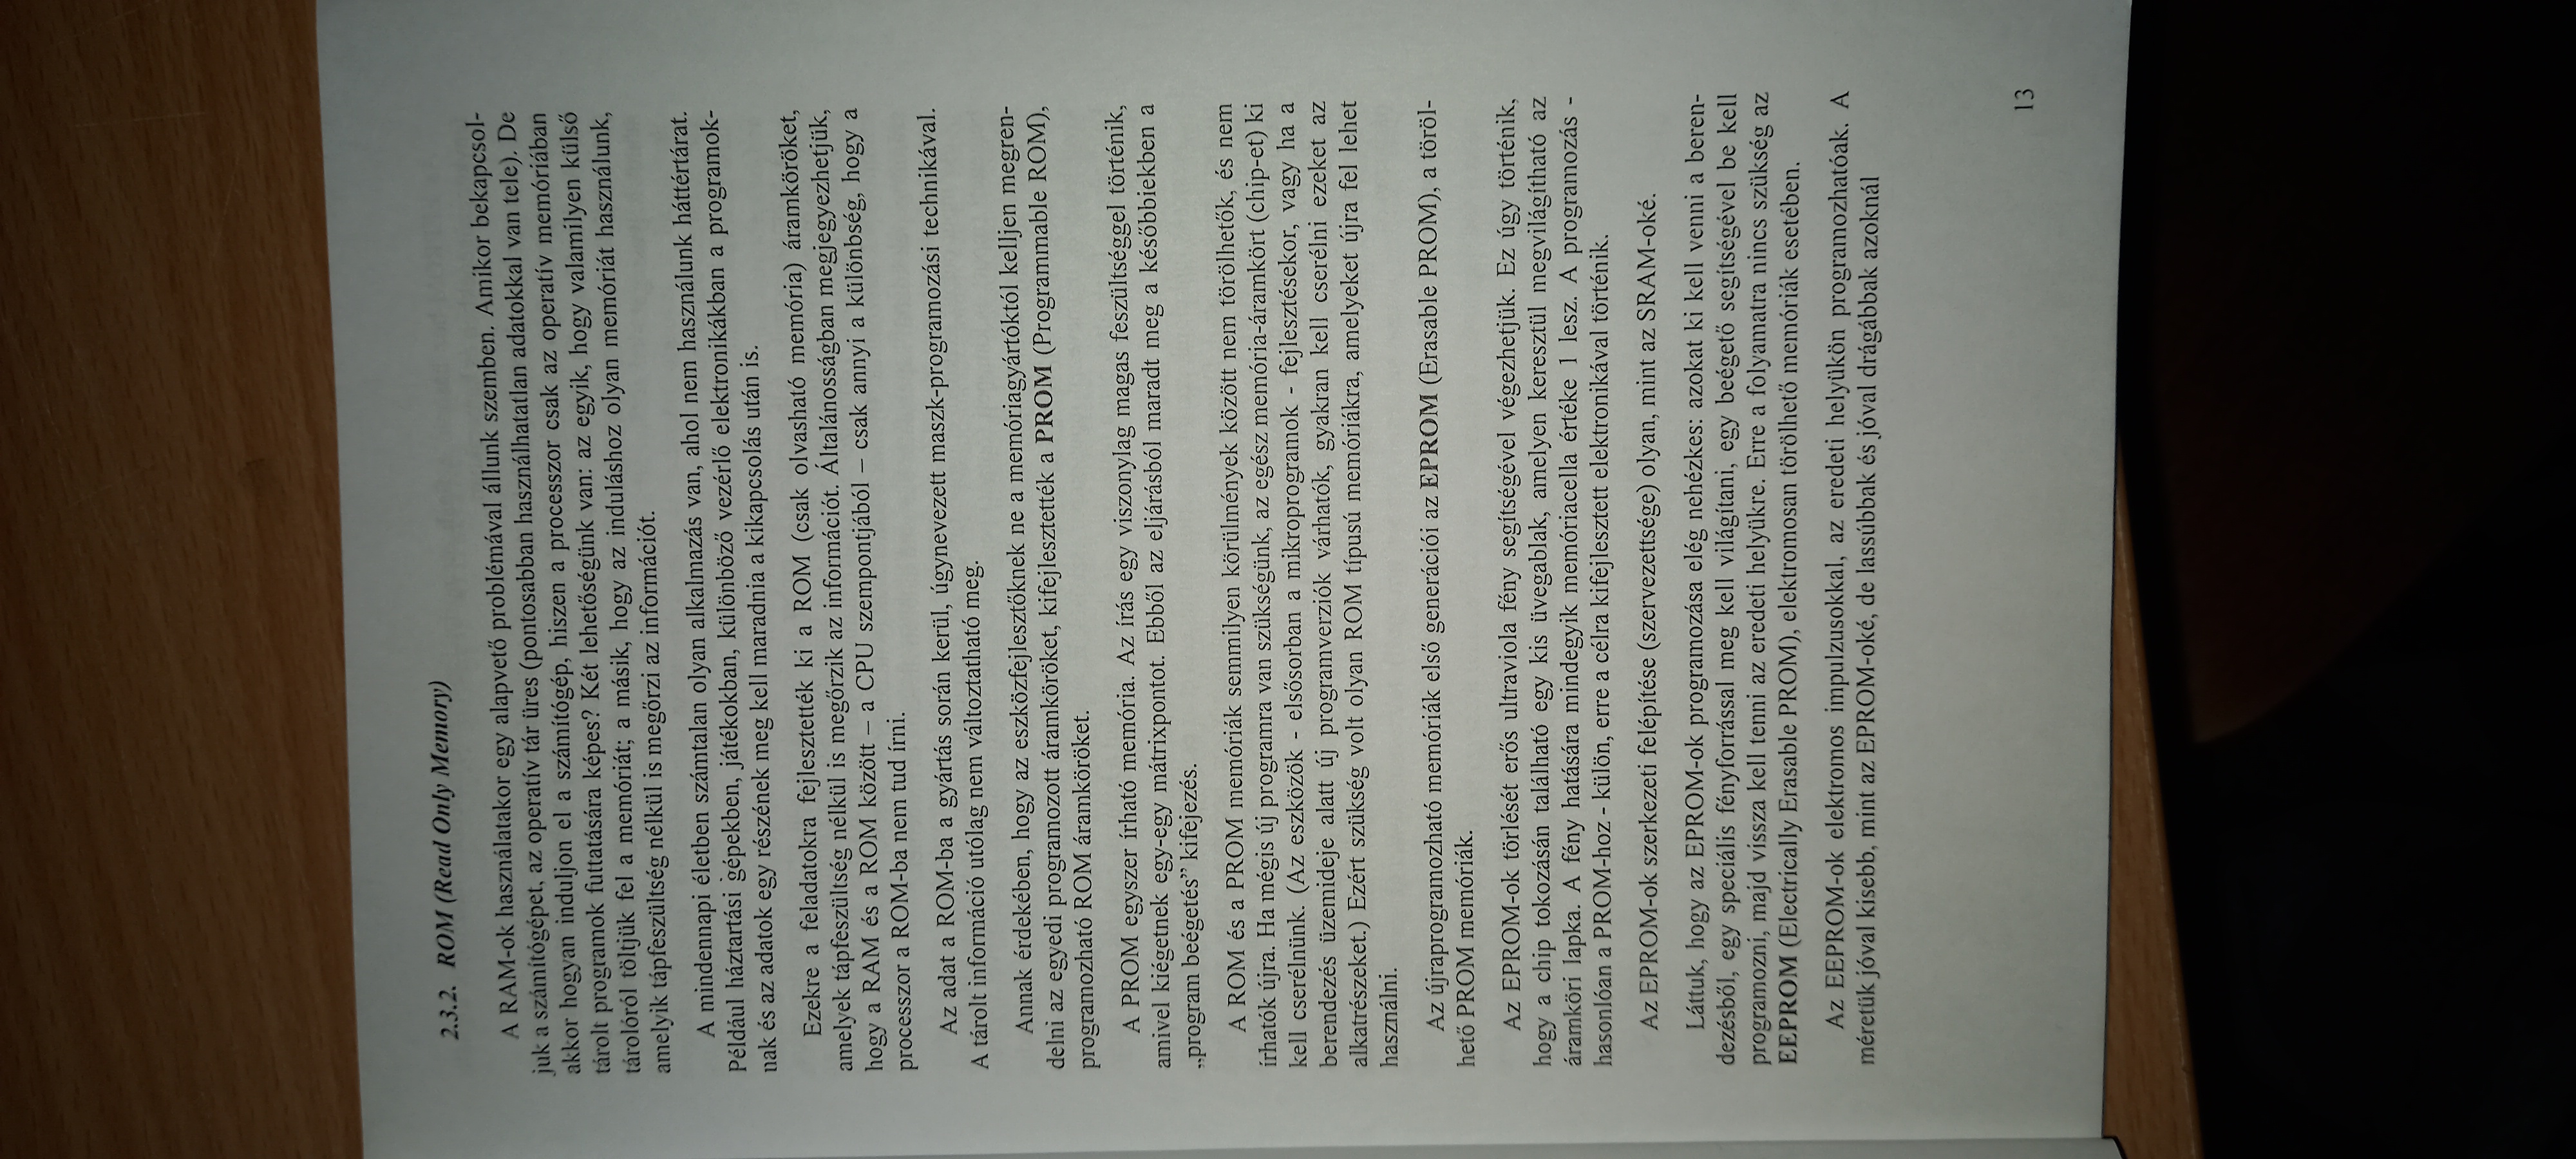 2.3.2. ROM (Read Only Memory)
A RAM-ok használatakor egy alapvető problémával állunk szemben. Amikor bekapcsol-
juk a számítógépet, az operatív tár üres (pontosabban használhatatlan adatokkal van tele). De
akkor hogyan induljon el a számítógép, hiszen a processzor csak az operatív memóriában
tárolt programok futtatására képes? Két lehetőségünk van: az egyik, hogy valamilyen külső
tárolóról töltjük fel a memóriát; a másik, hogy az induláshoz olyan memóriát használunk,
amelyik tápfeszültség nélkül is megőrzi az információt.
A mindennapi életben számtalan olyan alkalmazás van, ahol nem használunk háttértárat.
Például háztartási gépekben, játékokban, különböző vezérlő elektronikákban a programok-
nak és az adatok egy részének meg kell maradnia a kikapcsolás után is.
Ezekre a feladatokra fejlesztették ki a ROM (csak olvasható memória) áramköröket,
amelyek tápfeszültség nélkül is megőrzik az információt. Általánosságban megjegyezhetjük,
hogy a RAM és a ROM között – a CPU szempontjából – csak annyi a különbség, hogy a
processzor a ROM-ba nem tud írni.
Az adat a ROM-ba a gyártás során kerül, úgynevezett maszk-programozási technikával.
A tárolt információ utólag nem változtatható meg.
Annak érdekében, hogy az eszközfejlesztőknek ne a memóriagyártóktól kelljen megren-
delni az egyedi programozott áramköröket, kifejlesztették a PROM (Programmable ROM),
programozható ROM áramköröket.
A PROM egyszer írható memória. Az írás egy viszonylag magas feszültséggel történik,
amivel kiégetnek egy-egy mátrixpontot. Ebből az eljárásból maradt meg a későbbiekben a
„program beégetés” kifejezés.
A ROM és a PROM memóriák semmilyen körülmények között nem törölhetők, és nem
írhatók újra. Ha mégis új programra van szükségünk, az egész memória-áramkört (chip-et) ki
kell cserélnünk. (Az eszközök - elsősorban a mikroprogramok - fejlesztésekor, vagy ha a
berendezés üzemideje alatt új programverziók várhatók, gyakran kell cserélni ezeket az
alkatrészeket.) Ezért szükség volt olyan ROM típusú memóriákra, amelyeket újra fel lehet
használni.
Az újraprogramozható memóriák első generációi az EPROM (Erasable PROM), a töröl-
hető PROM memóriák.
Az EPROM-ok törlését erős ultraviola fény segítségével végezhetjük. Ez úgy történik,
hogy a chip tokozásán található egy kis üvegablak, amelyen keresztül megvilágítható az
áramköri lapka. A fény hatására mindegyik memóriacella értéke 1 lesz. A programozás -
hasonlóan a PROM-hoz - külön, erre a célra kifejlesztett elektronikával történik.
Az EPROM-ok szerkezeti felépítése (szervezettsége) olyan, mint az SRAM-oké.
Láttuk, hogy az EPROM-ok programozása elég nehézkes: azokat ki kell venni a beren-
dezésből, egy speciális fényforrással meg kell világítani, egy beégető segítségével be kell
programozni, majd vissza kell tenni az eredeti helyükre. Erre a folyamatra nincs szükség az
EEPROM (Electrically Erasable PROM), elektromosan törölhető memóriák esetében.
Az EEPROM-ok elektromos impulzusokkal, az eredeti helyükön programozhatóak. A
méretük jóval kisebb, mint az EPROM-oké, de lassúbbak és jóval drágábbak azoknál
13